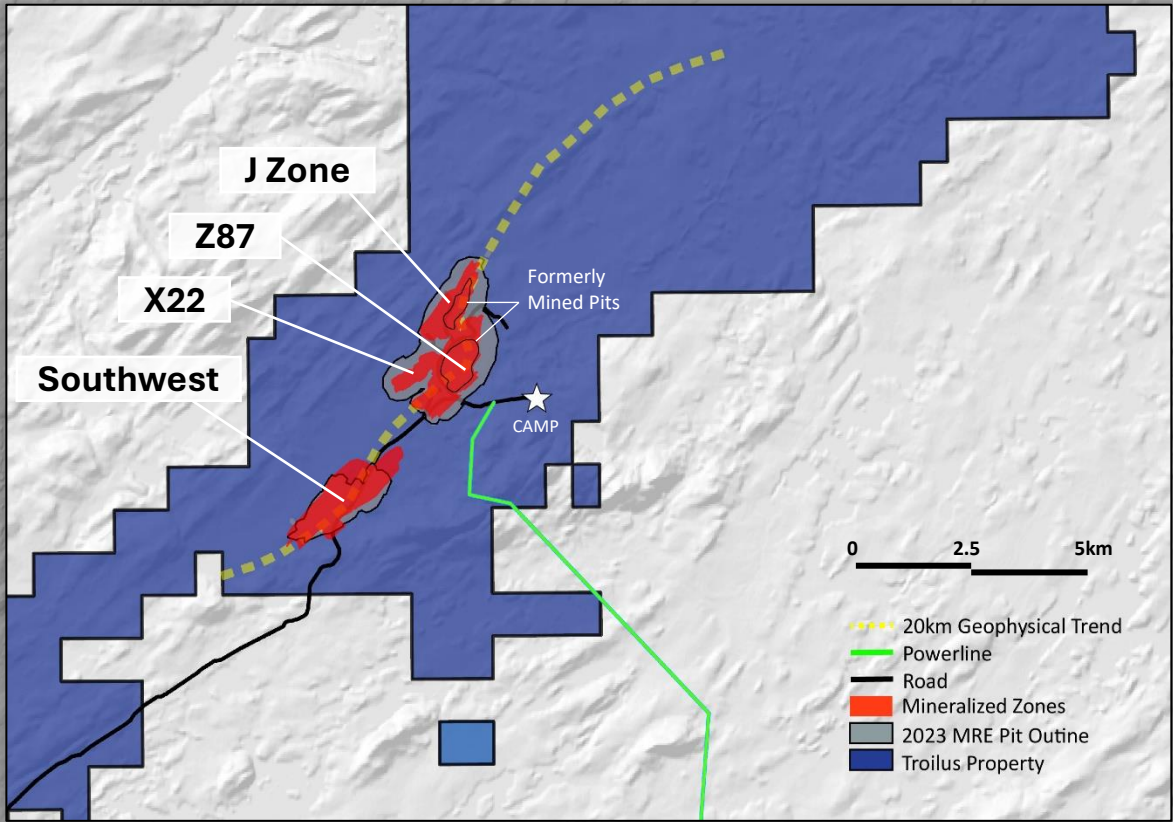 J Zone
Z87
X22
Southwest
Formerly
Mined Pits
CAMP
0 2.5 5km
20km Geophysical Trend
Powerline
Road
Mineralized Zones
2023 MRE Pit Outine
Troilus Property